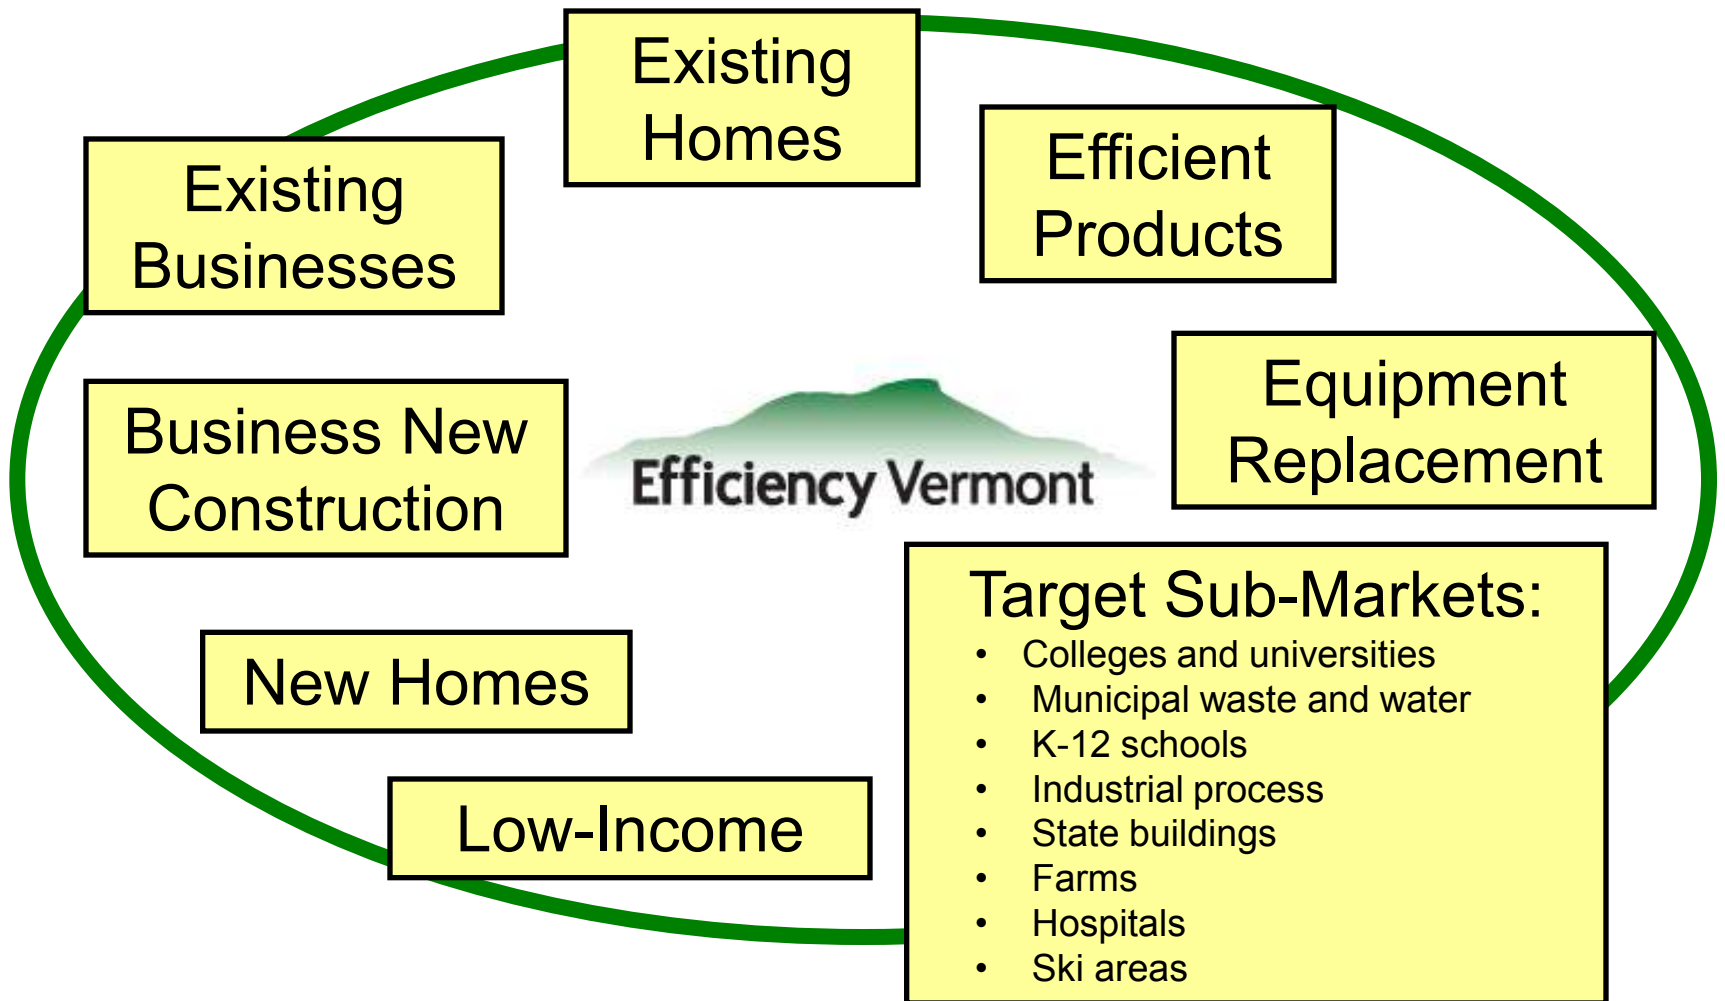 Existing
Homes
Efficient
Products
Existing
Businesses
Equipment
Replacement
Business New
Construction
Efficiency Vermont
Target Sub-Markets:
• Colleges and universities
• Municipal waste and water
• K-12 schools
• Industrial process
• State buildings
• Farms
• Hospitals
• Ski areas
New Homes
Low-Income